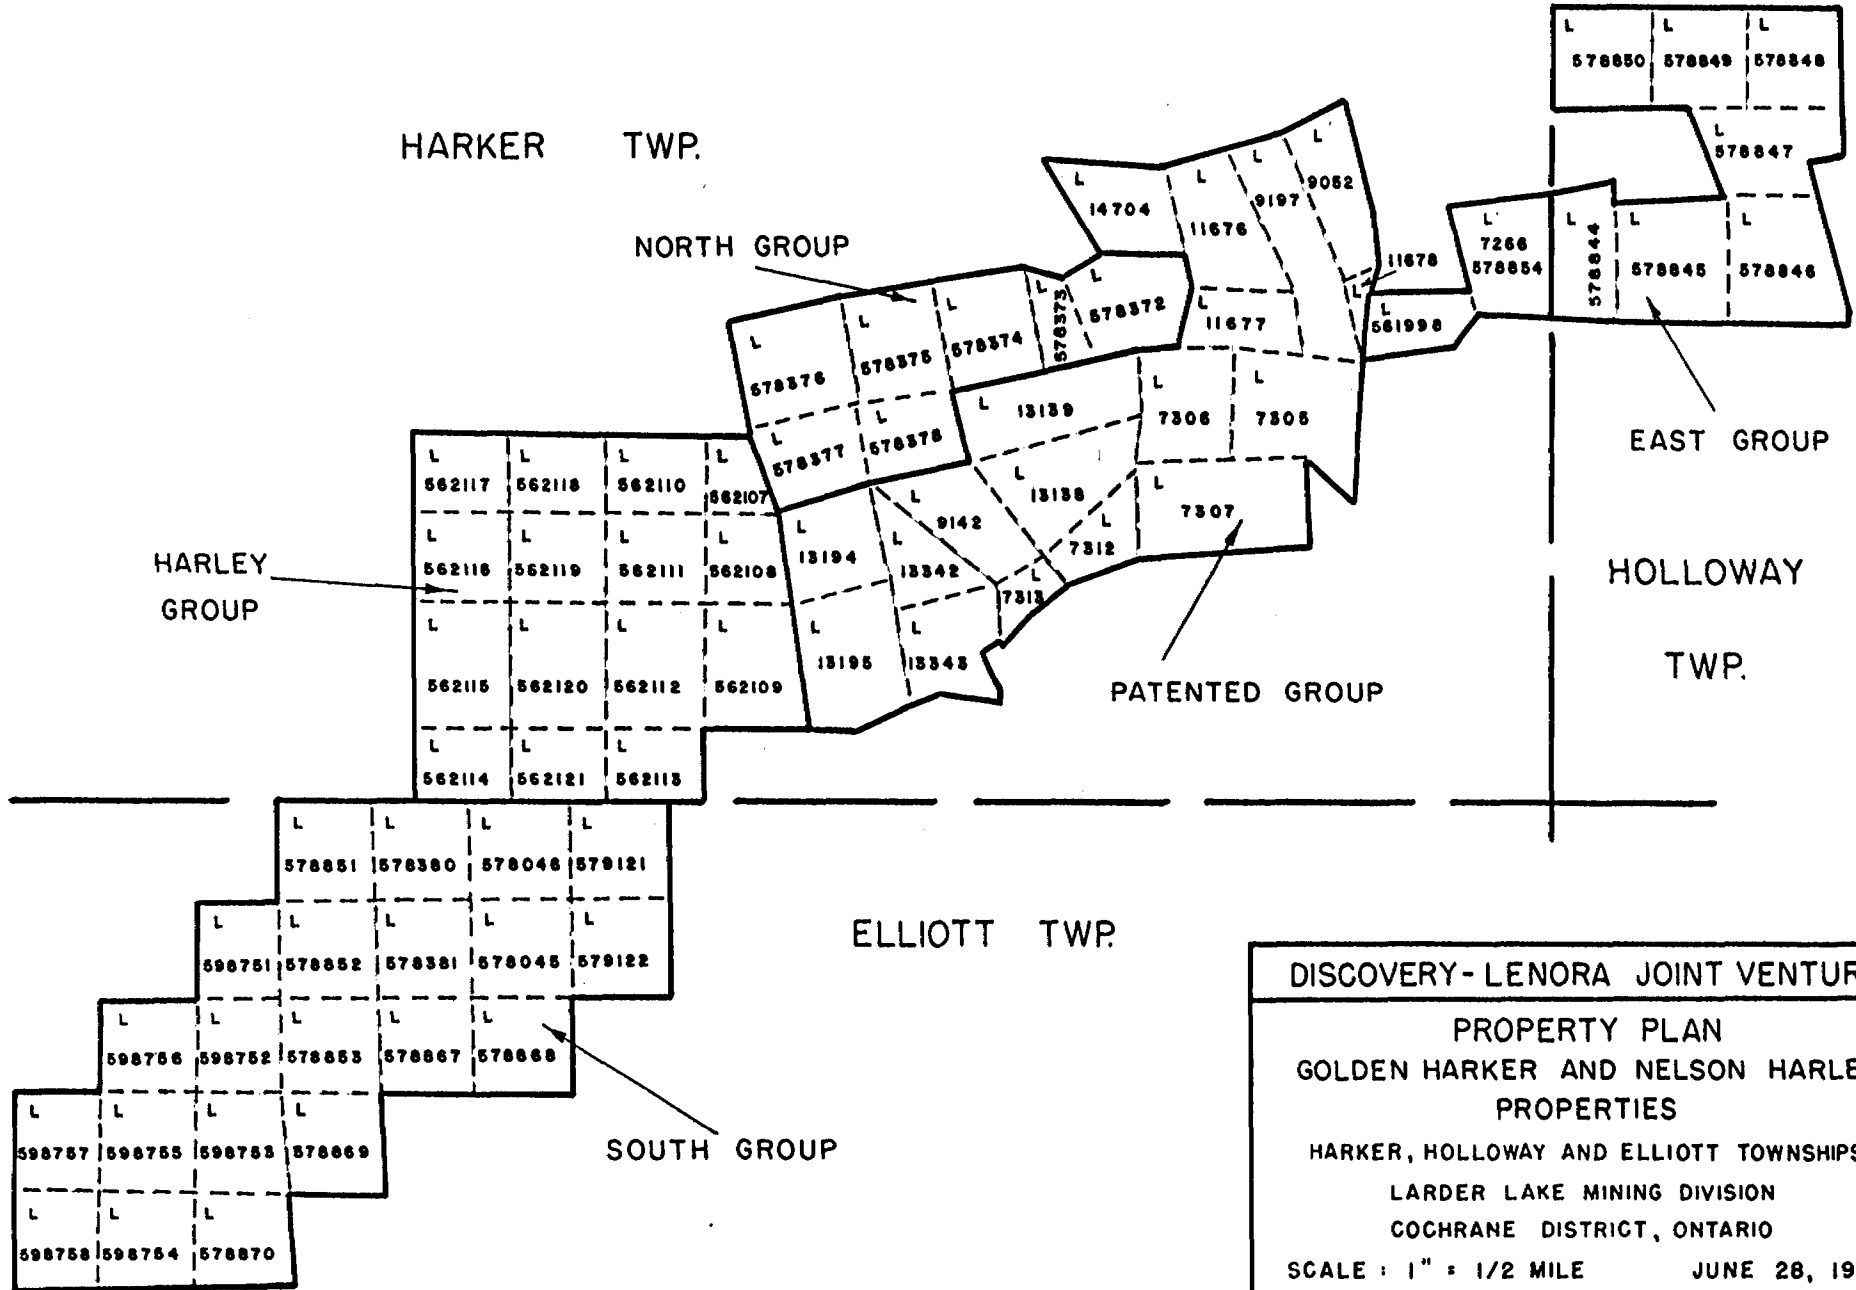 HARKER TWP.
L L L
578850 578849 578848
L
578847
L L L L L
7266 578844 578845 578846
578854
EAST GROUP
NORTH GROUP
L L L L
14704 11676 9197 9052
L 11678
L
561998
L
11677
L L L L L
578376 578375 578374 578373 578372
L L
578377 578378
L L L
13139 7306 7305
L L L L
9142 13138 7312 7307
L L L
13194 13342 7313
L L
13195 13343
PATENTED GROUP
HARLEY
GROUP
L L L L
562117 562118 562110 562107
L L L L
562116 562119 562111 562108
L L L L
562115 562120 562112 562109
L L L
562114 562121 562113
HOLLOWAY
TWP.
ELLIOTT TWP.
L L L L
578851 578380 578046 579121
L L L L L
598751 578852 578381 578045 579122
L L L L L
598756 598752 578853 578867 578868
L L L L
598757 598755 598753 578869
L L L
598758 598754 578870
SOUTH GROUP
DISCOVERY-LENORA JOINT VENTUR
PROPERTY PLAN
GOLDEN HARKER AND NELSON HARLE
PROPERTIES
HARKER, HOLLOWAY AND ELLIOTT TOWNSHIPS
LARDER LAKE MINING DIVISION
COCHRANE DISTRICT, ONTARIO
SCALE : 1" = 1/2 MILE JUNE 28, 19